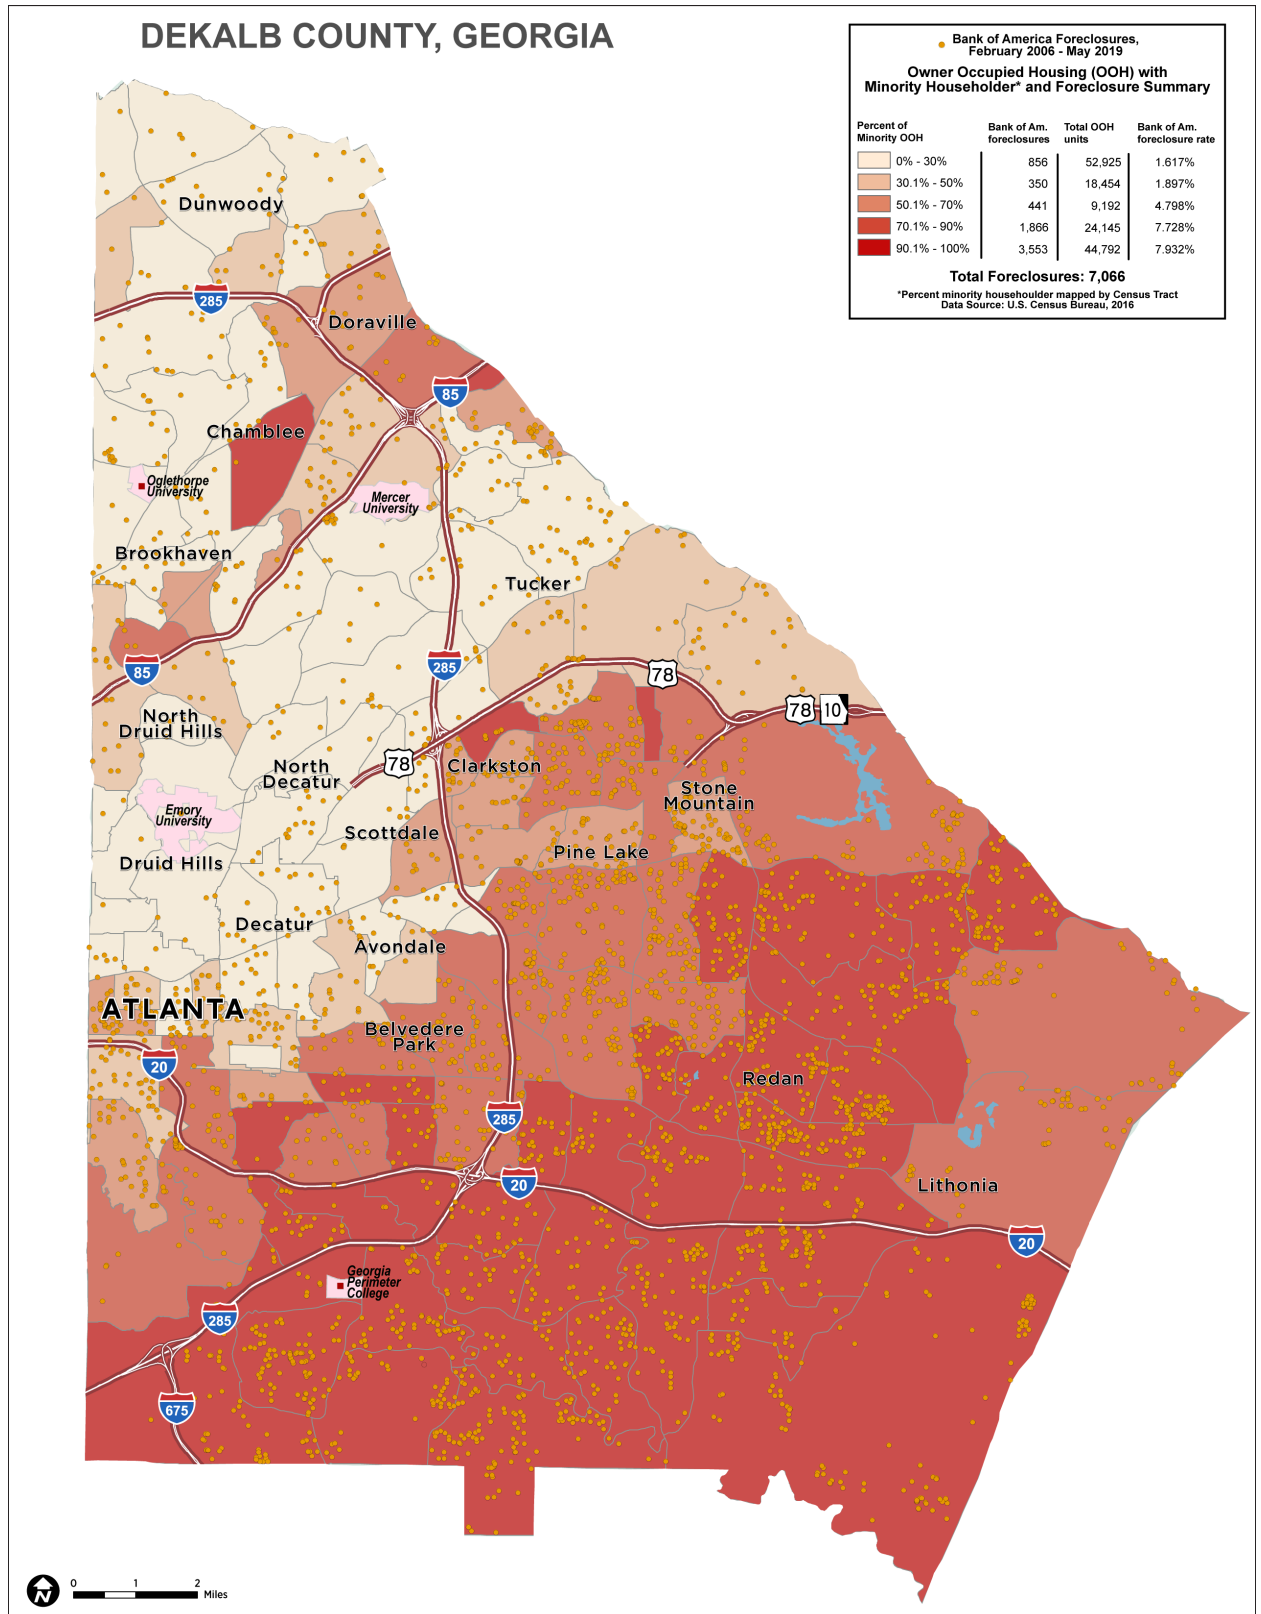 DEKALB COUNTY, GEORGIA
Bank of America Foreclosures,
February 2006 - May 2019
Owner Occupied Housing (OOH) with
Minority Householder* and Foreclosure Summary
Percent of Minority OOH	Bank of Am. foreclosures	Total OOH units	Bank of Am. foreclosure rate
0% - 30%	856	52,925	1.617%
30.1% - 50%	350	18,454	1.897%
50.1% - 70%	441	9,192	4.798%
70.1% - 90%	1,866	24,145	7.728%
90.1% - 100%	3,553	44,792	7.932%
Total Foreclosures: 7,066
*Percent minority househoulder mapped by Census Tract
Data Source: U.S. Census Bureau, 2016
Dunwoody
285
Doraville
85
Chamblee
Oglethorpe
University
Mercer
University
Brookhaven
Tucker
85
285
78
78
10
North
Druid Hills
North
Decatur
78
Clarkston
Stone
Mountain
Emory
University
Scottdale
Pine Lake
Druid Hills
Decatur
Avondale
ATLANTA
Belvedere
Park
20
Redan
285
20
Lithonia
20
Georgia
Perimeter
College
285
675
N
0 1 2
Miles